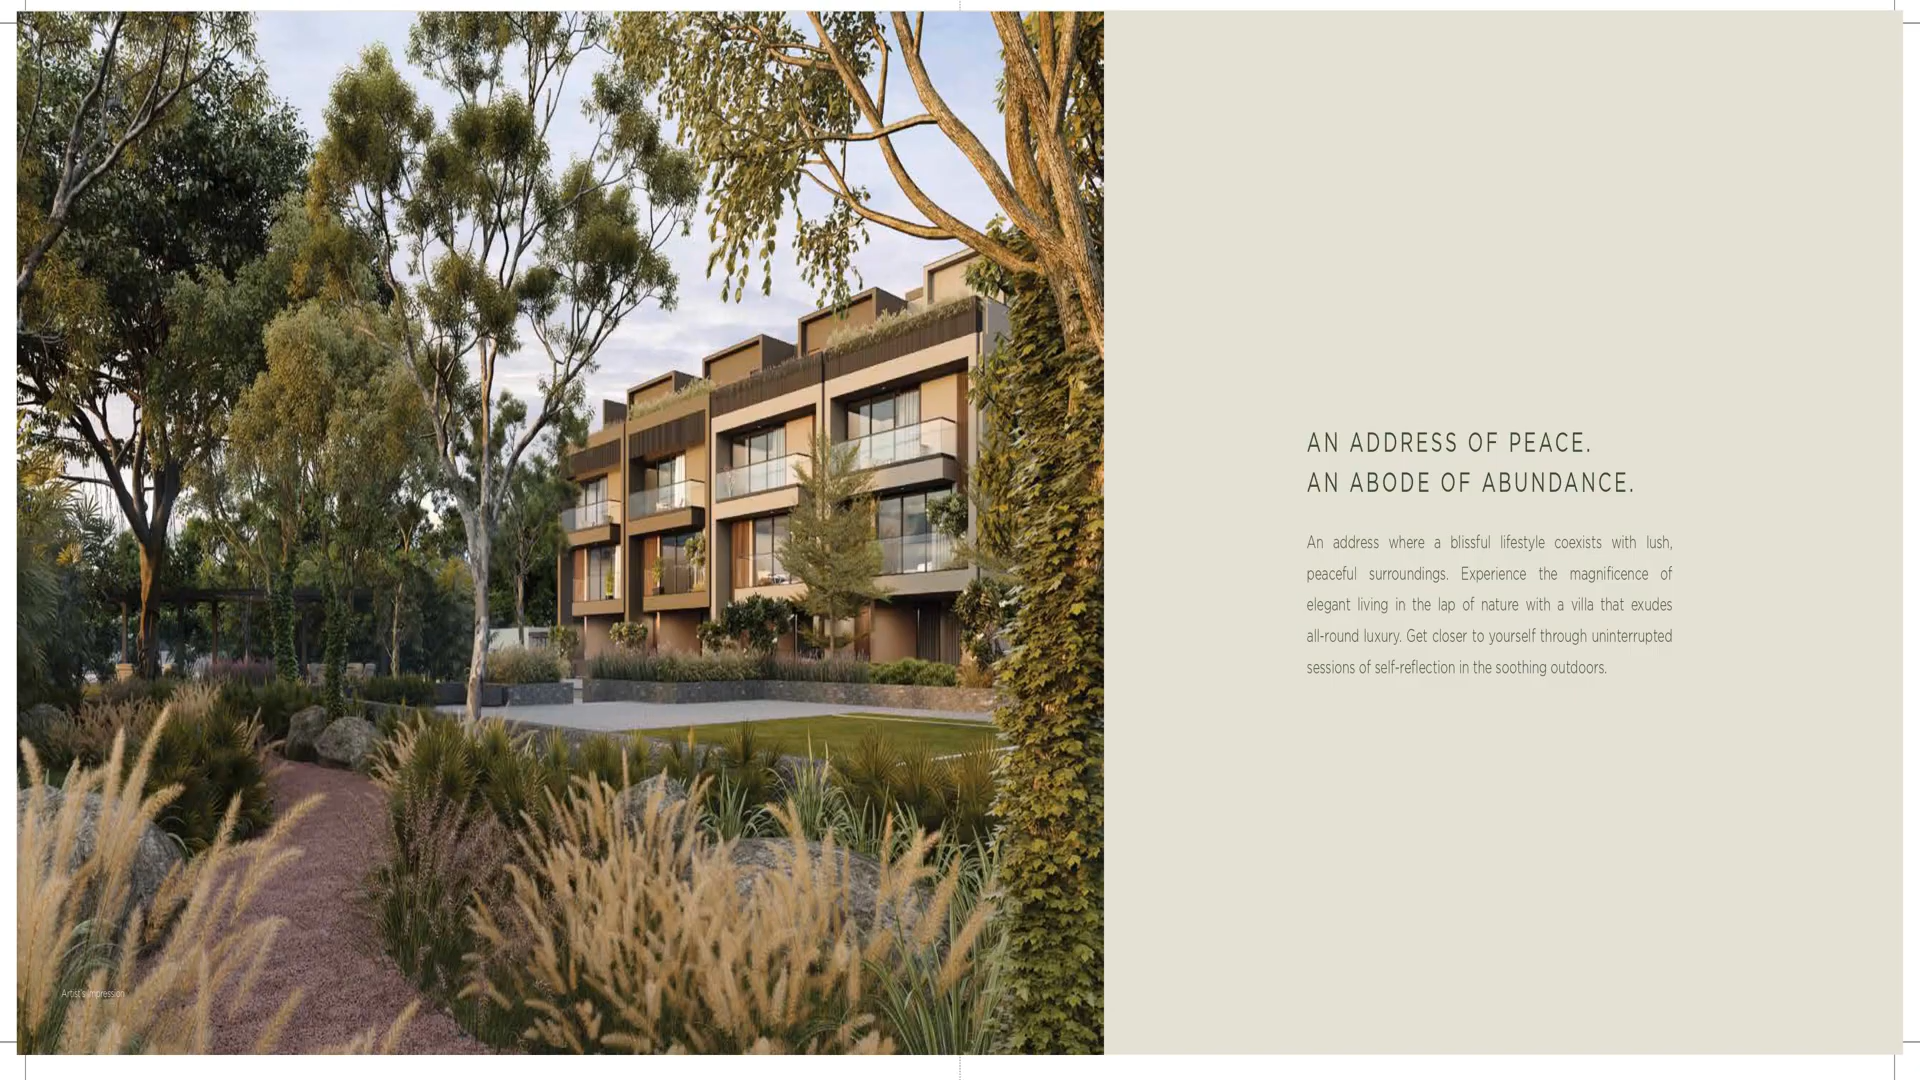 AN ADDRESS OF PEACE.
AN ABODE OF ABUNDANCE.
An address where a blissful lifestyle coexists with lush,
peaceful surroundings. Experience the magnificence of
elegant living in the lap of nature with a villa that exudes
all-round luxury. Get closer to yourself through uninterrupted
sessions of self-reflection in the soothing outdoors.
Artist's Impression